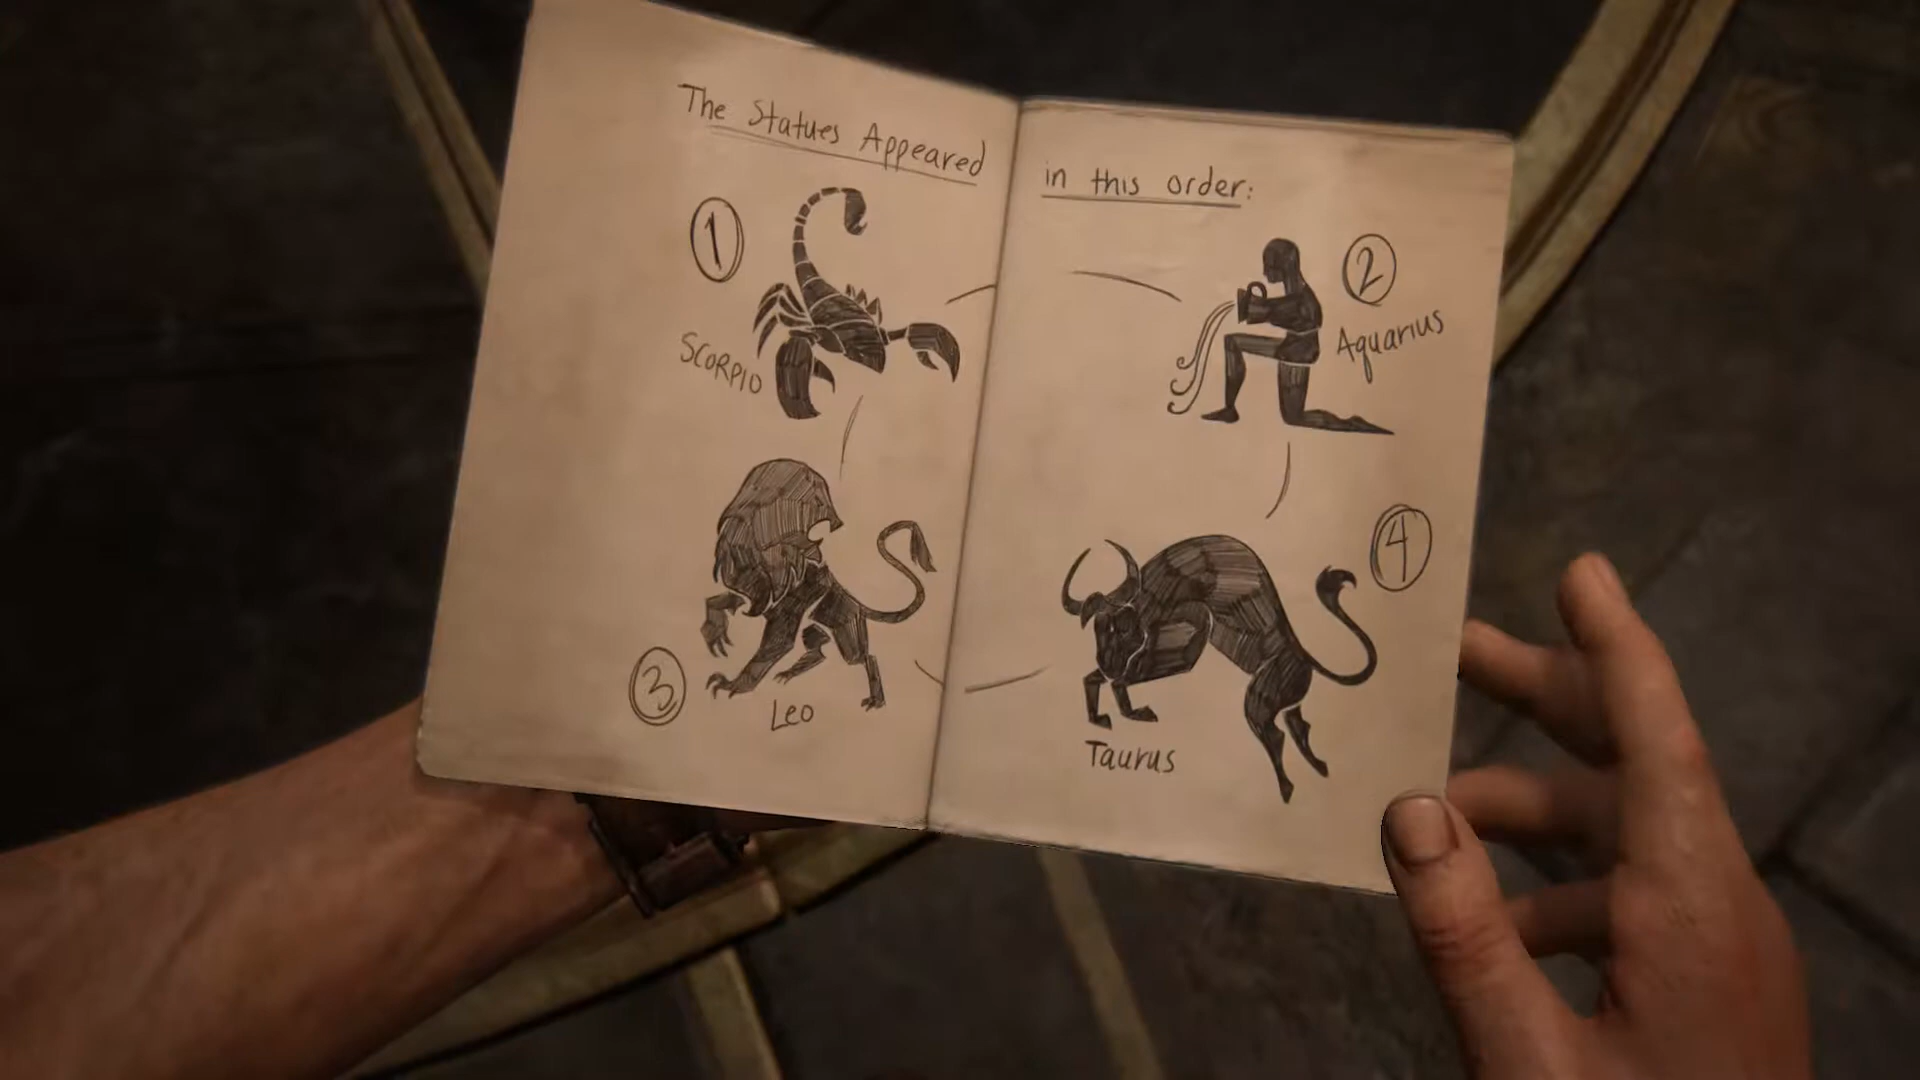 The Statues Appeared
in this order:
1
SCORPIO
2
Aquarius
3
Leo
4
Taurus